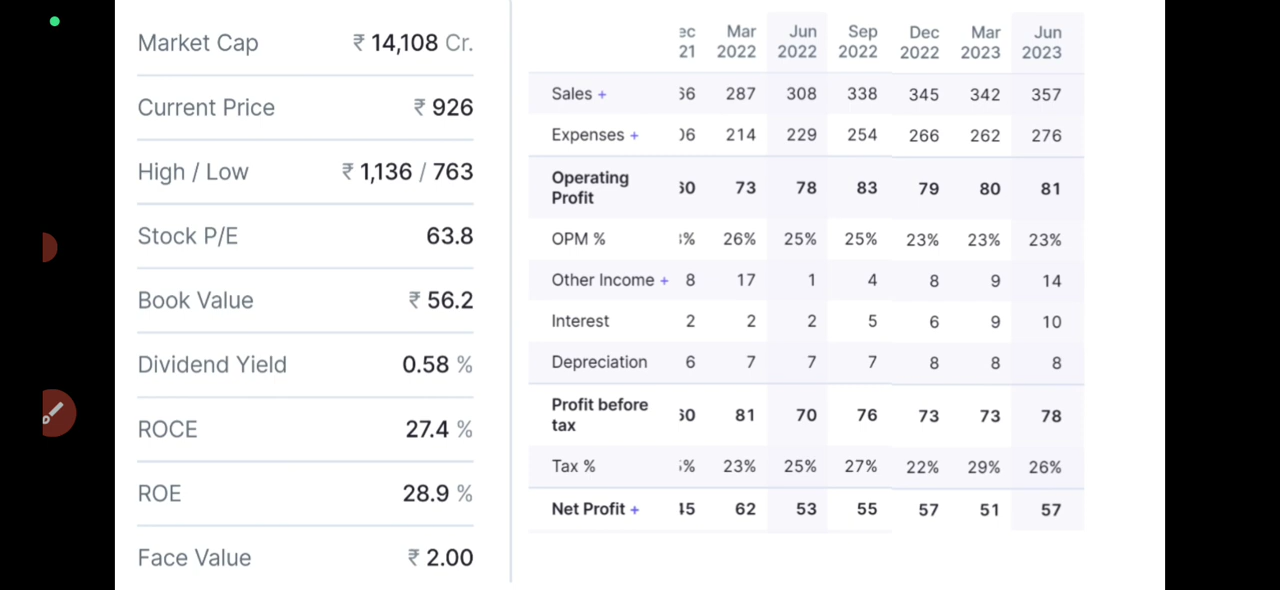 Market Cap ₹ 14,108 Cr.
Current Price ₹ 926
High / Low ₹ 1,136 / 763
Stock P/E 63.8
Book Value ₹ 56.2
Dividend Yield 0.58 %
ROCE 27.4 %
ROE 28.9 %
Face Value ₹ 2.00
Mar Jun Sep Dec Mar Jun
21 2022 2022 2022 2022 2023 2023
Sales + 287 308 338 345 342 357
Expenses + 214 229 254 266 262 276
Operating
Profit 73 78 83 79 80 81
OPM % 26% 25% 25% 23% 23% 23%
Other Income + 8 17 1 4 8 9 14
Interest 2 2 2 5 6 9 10
Depreciation 6 7 7 7 8 8 8
Profit before
tax 81 70 76 73 73 78
Tax % 23% 25% 27% 22% 29% 26%
Net Profit + 62 53 55 57 51 57